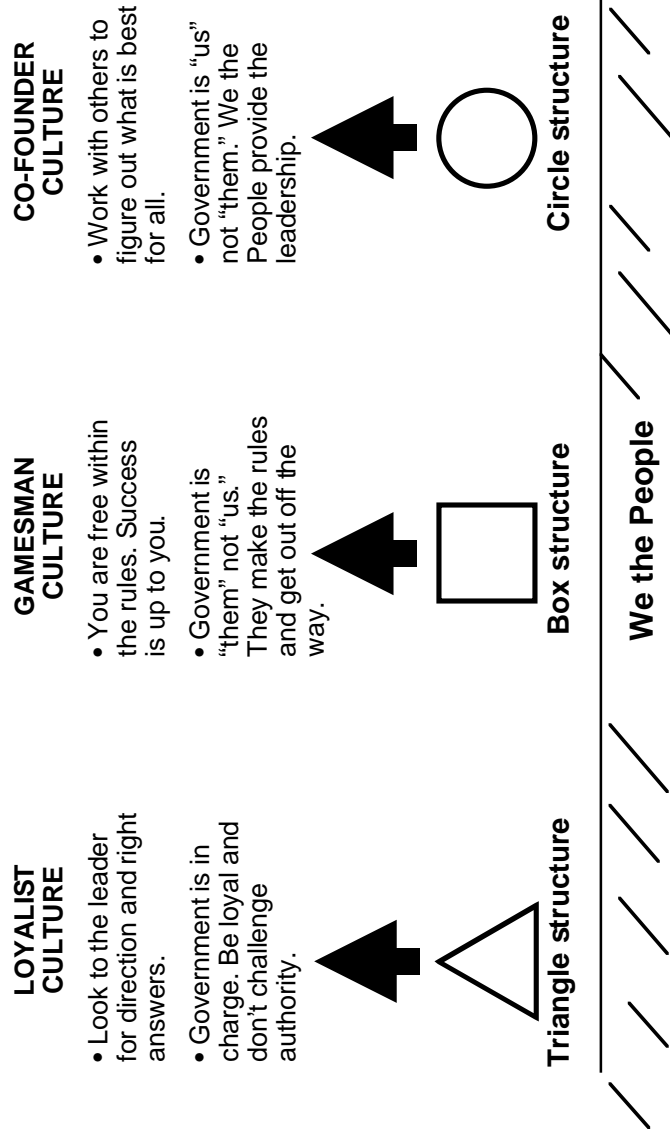 LOYALIST
CULTURE
• Look to the leader
for direction and right
answers.
• Government is in
charge. Be loyal and
don't challenge
authority.
Triangle structure
GAMESMAN
CULTURE
• You are free within
the rules. Success
is up to you.
• Government is
“them” not “us.”
They make the rules
and get out off the
way.
Box structure
CO-FOUNDER
CULTURE
• Work with others to
figure out what is best
for all.
• Government is “us”
not “them.” We the
People provide the
leadership.
Circle structure
We the People